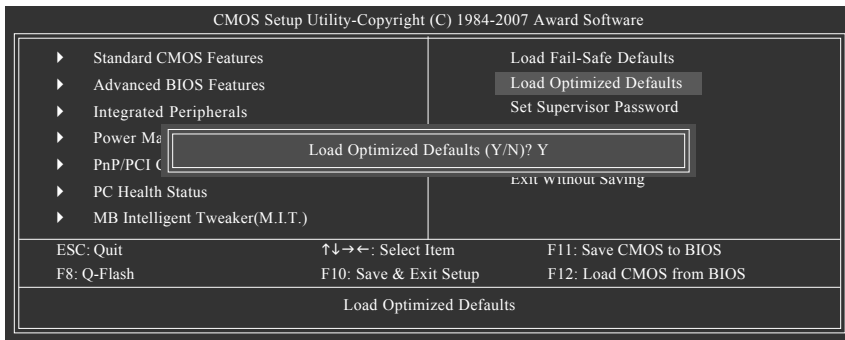 CMOS Setup Utility-Copyright (C) 1984-2007 Award Software
Standard CMOS Features
Advanced BIOS Features
Integrated Peripherals
Power Ma
PnP/PCI
PC Health Status
MB Intelligent Tweaker(M.I.T.)
Load Fail-Safe Defaults
Load Optimized Defaults
Set Supervisor Password
Exit Without Saving
Load Optimized Defaults (Y/N)? Y
ESC: Quit ↑↓→←: Select Item F11: Save CMOS to BIOS
F8: Q-Flash F10: Save & Exit Setup F12: Load CMOS from BIOS
Load Optimized Defaults